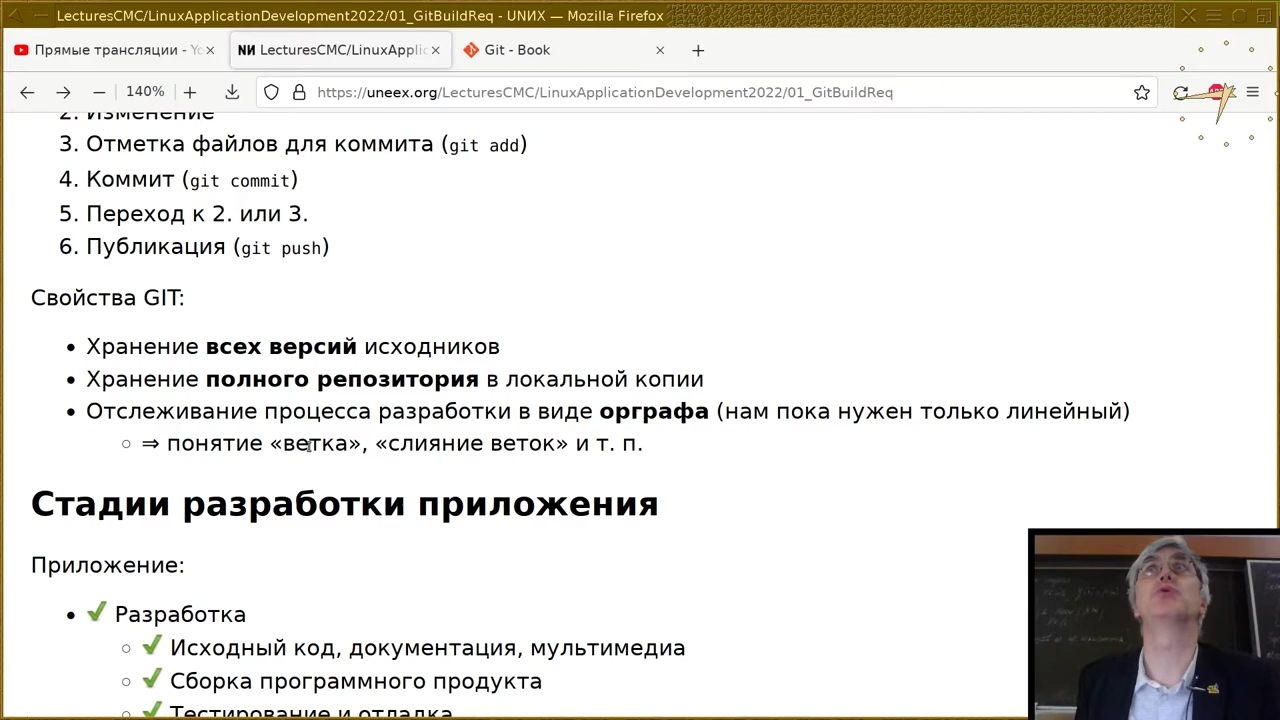 LecturesCMC/LinuxApplicationDevelopment2022/01_GitBuildReq - UNИX — Mozilla Firefox
Прямые трансляции - Yo
NИ LecturesCMC/LinuxApplic
Git - Book
140%
https://uneex.org/LecturesCMC/LinuxApplicationDevelopment2022/01_GitBuildReq
2. Изменение
3. Отметка файлов для коммита (git add)
4. Коммит (git commit)
5. Переход к 2. или 3.
6. Публикация (git push)
Свойства GIT:
• Хранение всех версий исходников
• Хранение полного репозитория в локальной копии
• Отслеживание процесса разработки в виде орграфа (нам пока нужен только линейный)
◦ ⇒ понятие «ветка», «слияние веток» и т. п.
Стадии разработки приложения
Приложение:
• ✔ Разработка
◦ ✔ Исходный код, документация, мультимедиа
◦ ✔ Сборка программного продукта
◦ ✔ Тестирование и отладка